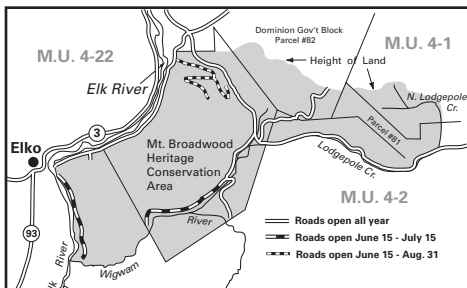 Dominion Gov't Block
Parcel #82
M.U. 4-22
M.U. 4-1
Height of Land
Elk River
N. Lodgepole
Cr.
Parcel #81
3
Elko
Mt. Broadwood
Heritage
Conservation
Area
Lodgepole Cr.
M.U. 4-2
93
River
Elk River
Wigwam
Roads open all year
Roads open June 15 - July 15
Roads open June 15 - Aug. 31